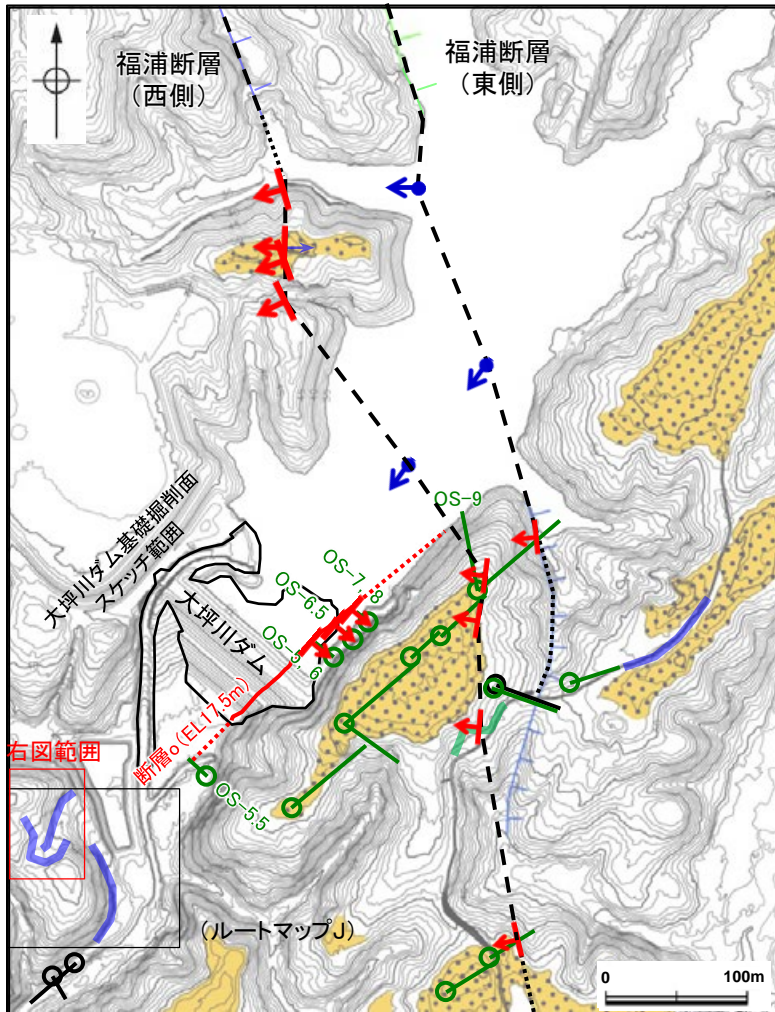 福浦断層
（西側）
福浦断層
（東側）
OS-9
大坪川ダム基礎掘削面
スケッチ範囲
OS-7, 8
OS-6.5
OS-5, 6
大坪川ダム
断層o(EL17.5m)
右図範囲
OS-5.5
(ルートマップJ)
0
100m